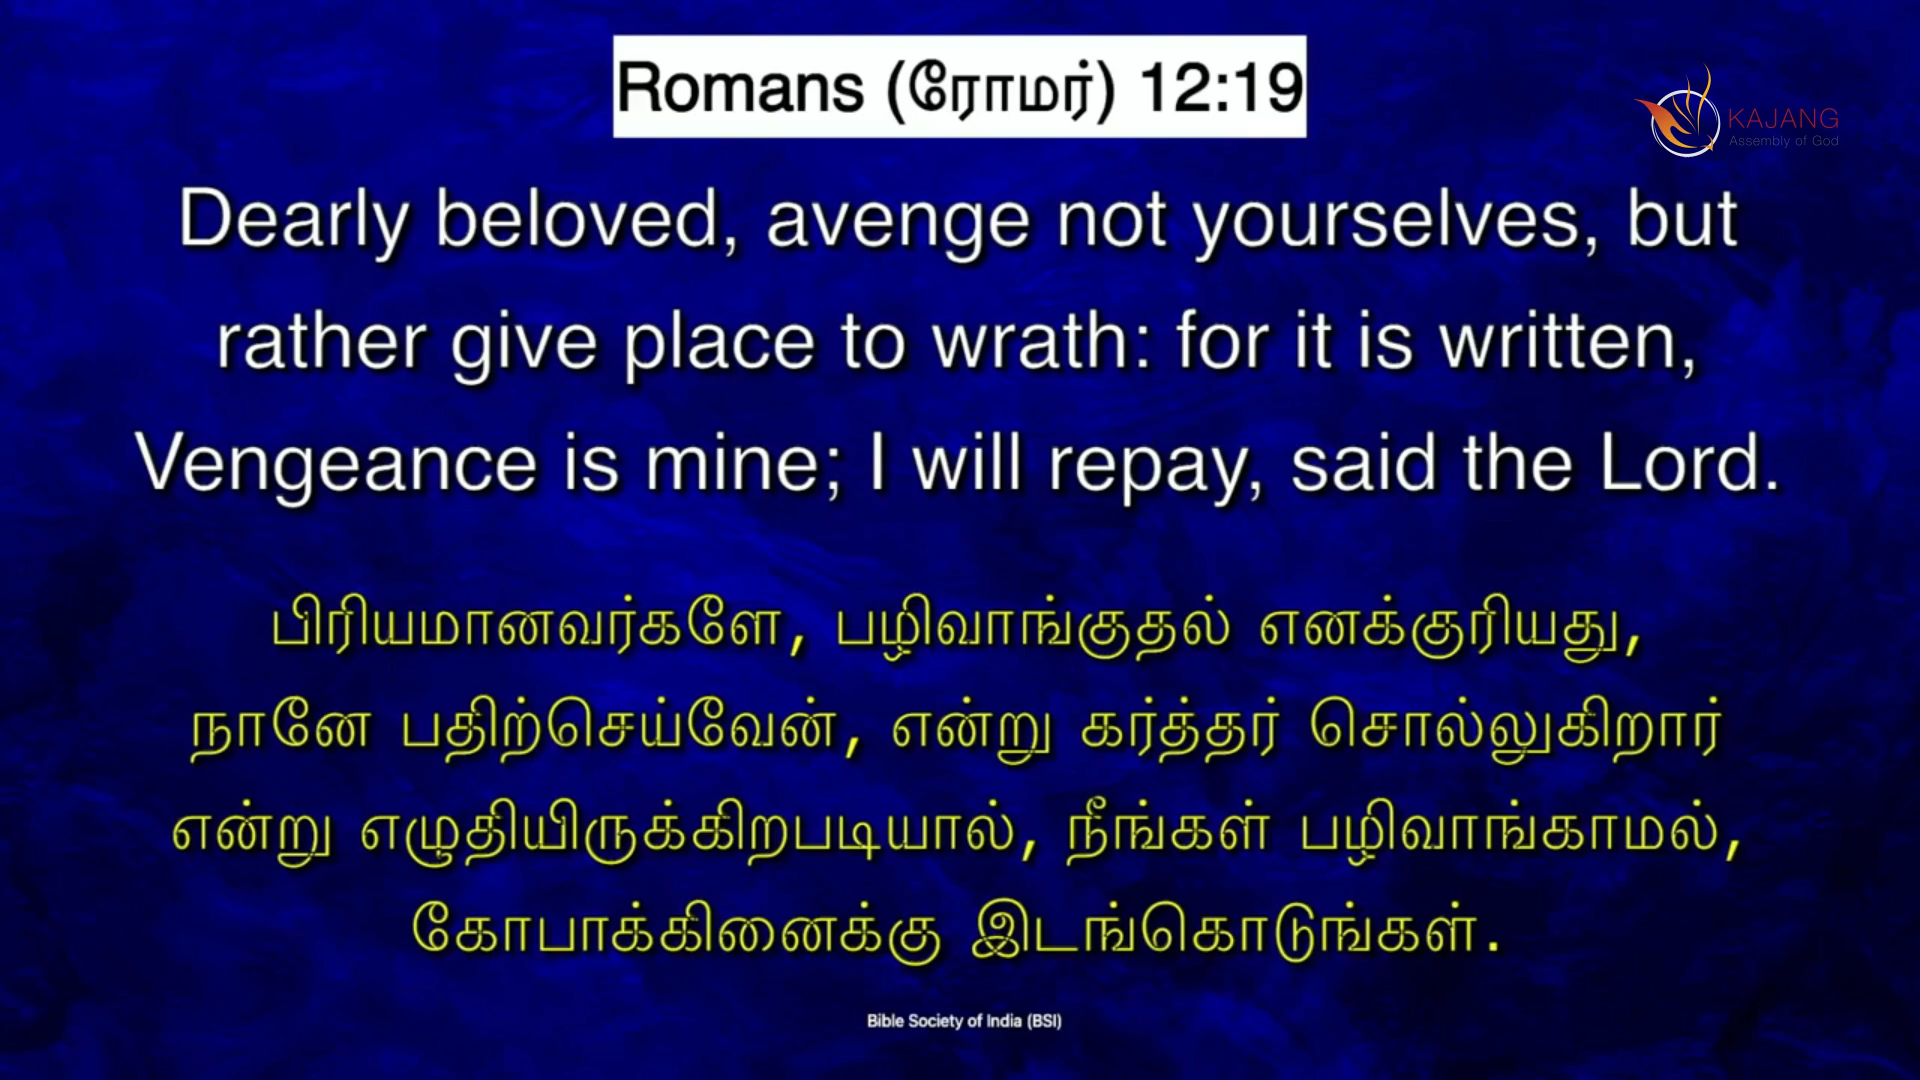 Romans (ரோமர்) 12:19
KAJANG
Assembly of God
Dearly beloved, avenge not yourselves, but
rather give place to wrath: for it is written,
Vengeance is mine; I will repay, said the Lord.
பிரியமானவர்களே, பழிவாங்குதல் எனக்குரியது,
நானே பதிற்செய்வேன், என்று கர்த்தர் சொல்லுகிறார்
என்று எழுதியிருக்கிறபடியால், நீங்கள் பழிவாங்காமல்,
கோபாக்கினைக்கு இடங்கொடுங்கள்.
Bible Society of India (BSI)